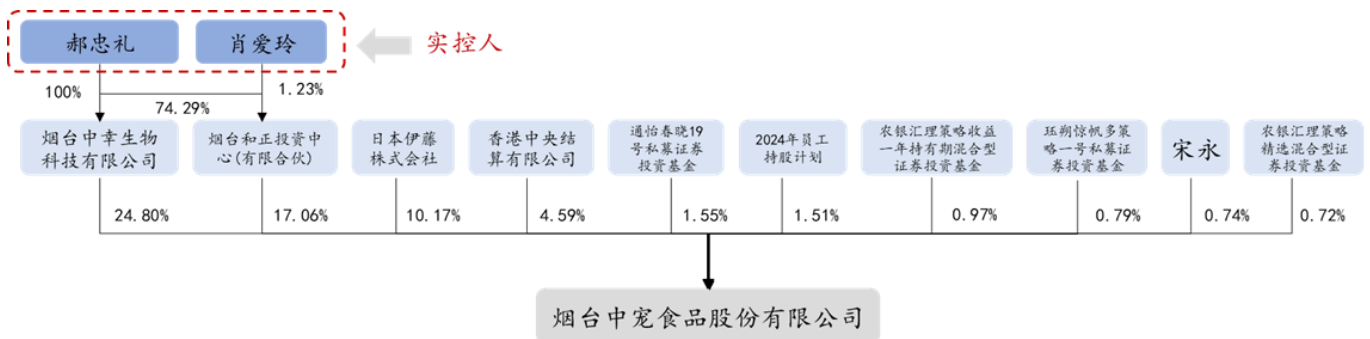 郝忠礼
肖爱玲
实控人
100%
74.29%
1.23%
烟台中幸生物
科技有限公司
烟台和正投资中
心(有限合伙)
日本伊藤
株式会社
香港中央结
算有限公司
通怡春晓19
号私募证券
投资基金
2024年员工
持股计划
农银汇理策略收益
一年持有期混合型
证券投资基金
珏朔惊帆多策
略一号私募证
券投资基金
宋永
农银汇理策略
精选混合型证
券投资基金
24.80%
17.06%
10.17%
4.59%
1.55%
1.51%
0.97%
0.79%
0.74%
0.72%
烟台中宠食品股份有限公司